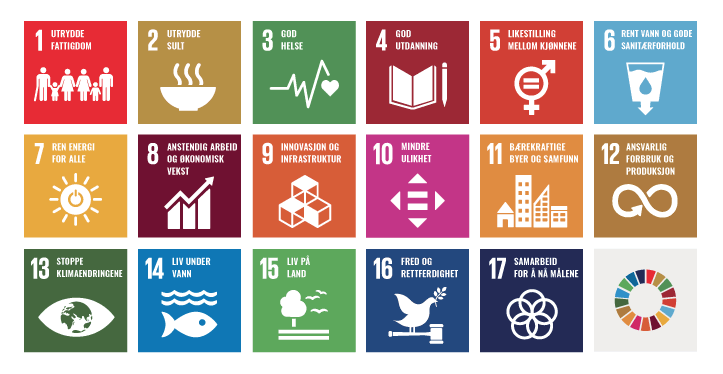 1 UTRYDDE
FATTIGDOM
2 UTRYDDE
SULT
3 GOD
HELSE
4 GOD
UTDANNING
5 LIKESTILLING
MELLOM KJØNNENE
6 RENT VANN OG GODE
SANITÆRFORHOLD
7 REN ENERGI
FOR ALLE
8 ANSTENDIG ARBEID
OG ØKONOMISK
VEKST
9 INNOVASJON OG
INFRASTRUKTUR
10 MINDRE
ULIKHET
11 BÆREKRAFTIGE
BYER OG SAMFUNN
12 ANSVARLIG
FORBRUK OG
PRODUKSJON
13 STOPPE
KLIMAENDRINGENE
14 LIV UNDER
VANN
15 LIV PÅ
LAND
16 FRED OG
RETTFERDIGHET
17 SAMARBEID
FOR Å NÅ MÅLENE